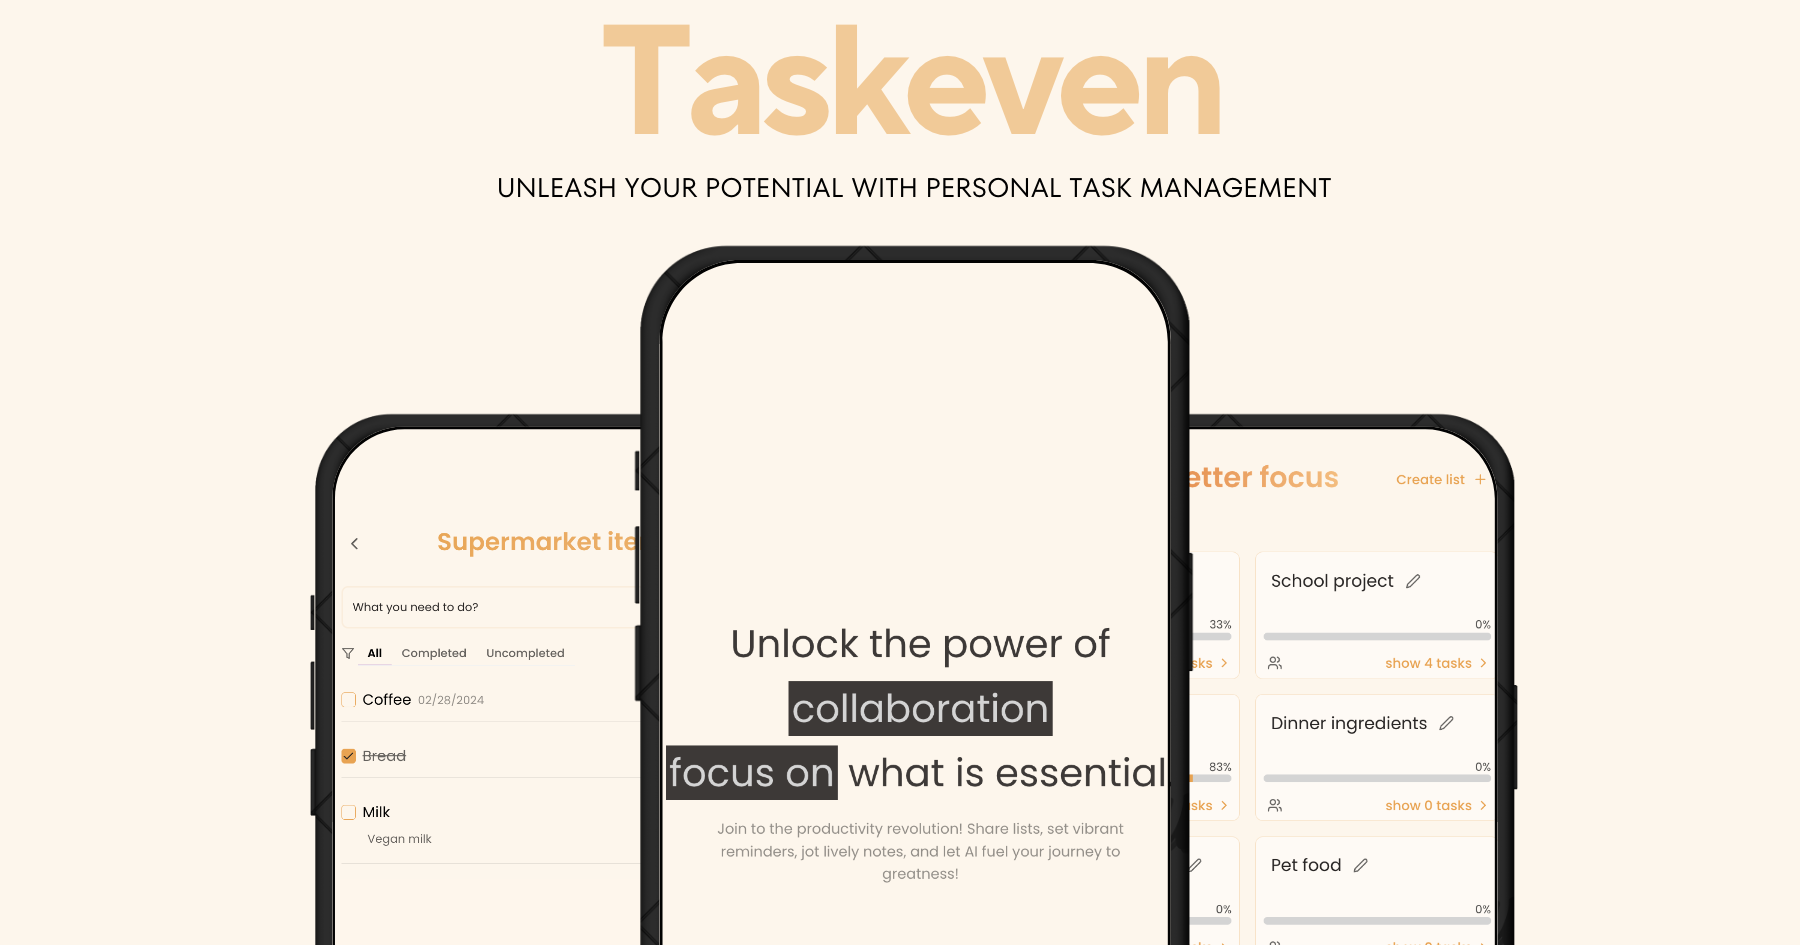 Taskeven
UNLEASH YOUR POTENTIAL WITH PERSONAL TASK MANAGEMENT
Supermarket ite
What you need to do?
All Completed Uncompleted
Coffee 02/28/2024
Bread
Milk
Vegan milk
Unlock the power of
collaboration
focus on what is essential.
Join to the productivity revolution! Share lists, set vibrant
reminders, jot lively notes, and let AI fuel your journey to
greatness!
etter focus
Create list +
33%
sks
School project
0%
show 4 tasks
83%
sks
Dinner ingredients
0%
show 0 tasks
0%
Pet food
0%